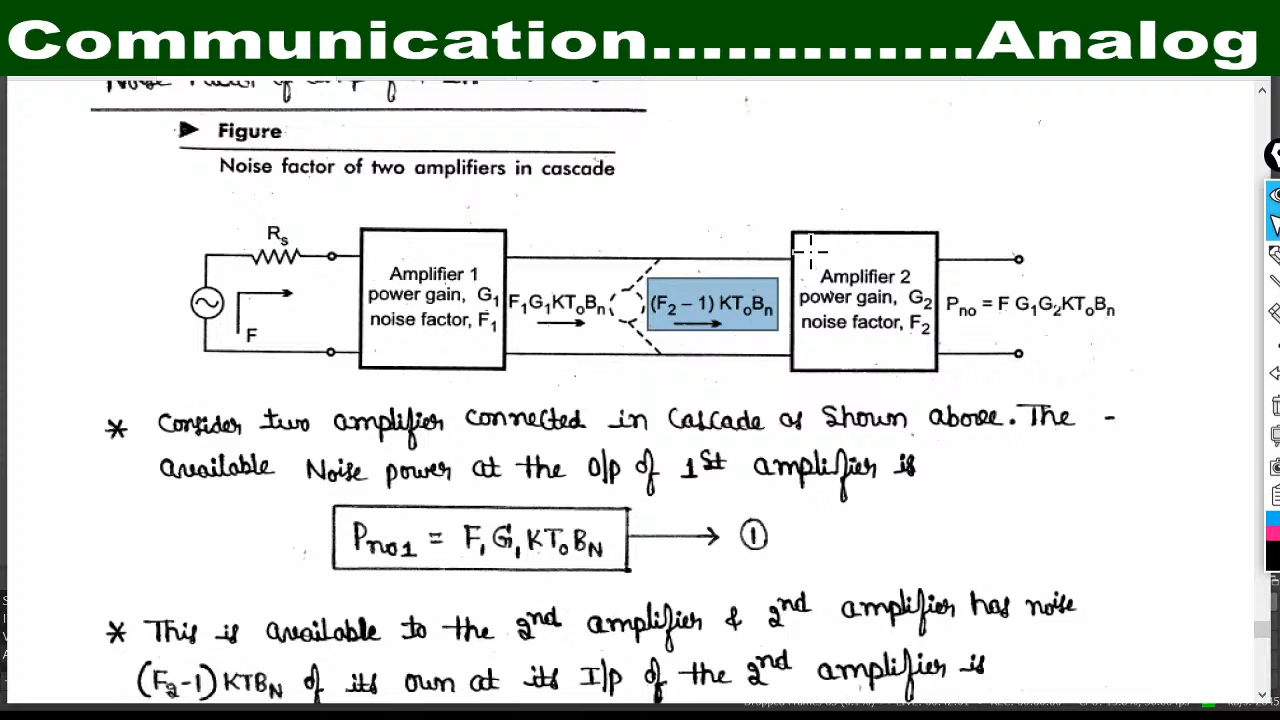 Communication.............Analog
Figure
Noise factor of two amplifiers in cascade
Rs
F
Amplifier 1
power gain, G1
noise factor, F1
F1G1KToBn
(F2 – 1) KToBn
Amplifier 2
power gain, G2
noise factor, F2
Pno = F G1G2KToBn
* Consider two amplifier connected in Cascade as Shown above. The -
available Noise power at the O/p of 1st amplifier is
Pno1 = F1G1KToBN → ①
* This is available to the 2nd amplifier & 2nd amplifier has noise
(F2-1) KTBN of its own at its I/p of the 2nd amplifier is